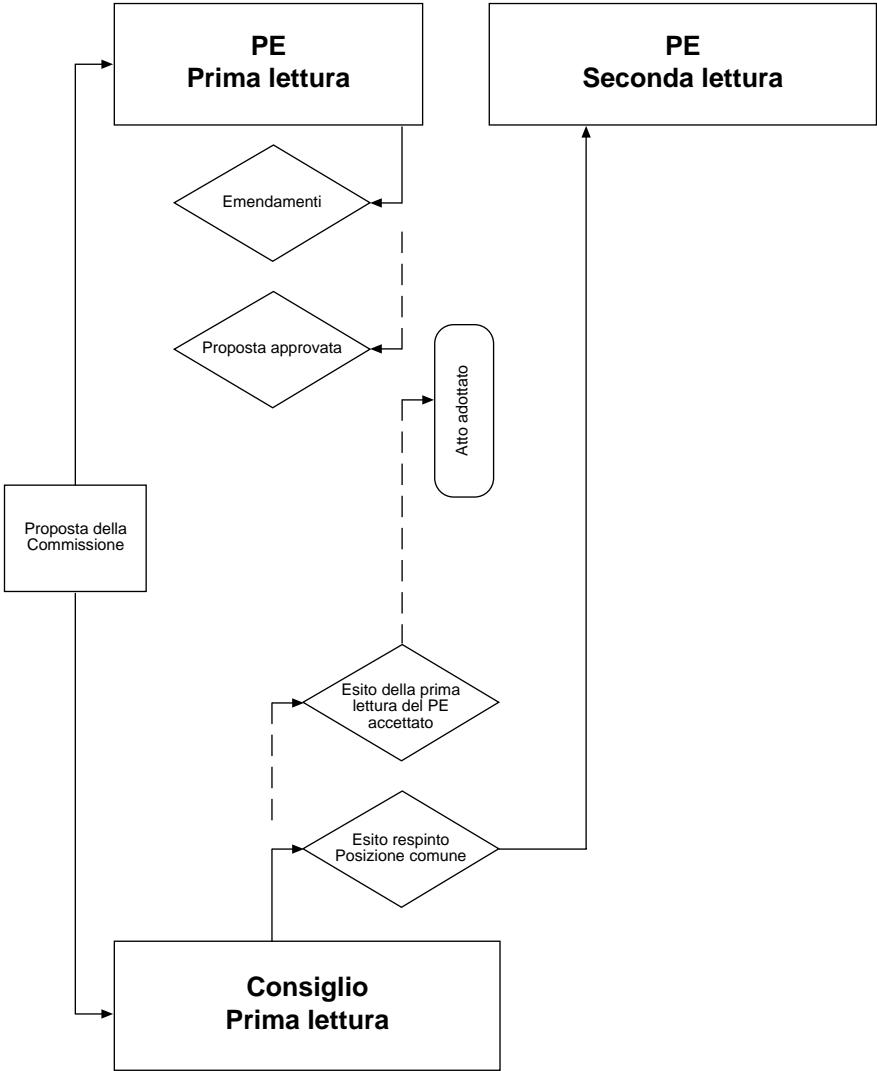 PE
Prima lettura
PE
Seconda lettura
Emendamenti
Proposta approvata
Atto adottato
Proposta della
Commissione
Esito della prima
lettura del PE
accettato
Esito respinto
Posizione comune
Consiglio
Prima lettura